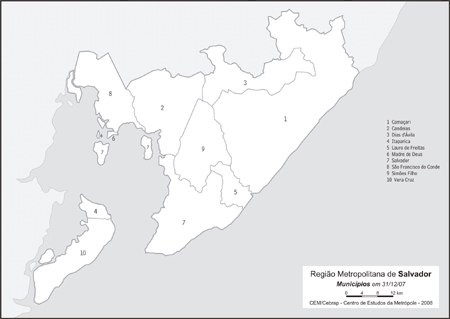 3
8
2
1
6
7
9
5
4
7
10
1 Camaçari
2 Candeias
3 Dias d'Ávila
4 Itaparica
5 Lauro de Freitas
6 Madre de Deus
7 Salvador
8 São Francisco do Conde
9 Simões Filho
10 Vera Cruz
Região Metropolitana de Salvador
Municípios em 31/12/07
0 4 8 12 km
CEM/Cebrap - Centro de Estudos da Metrópole - 2008